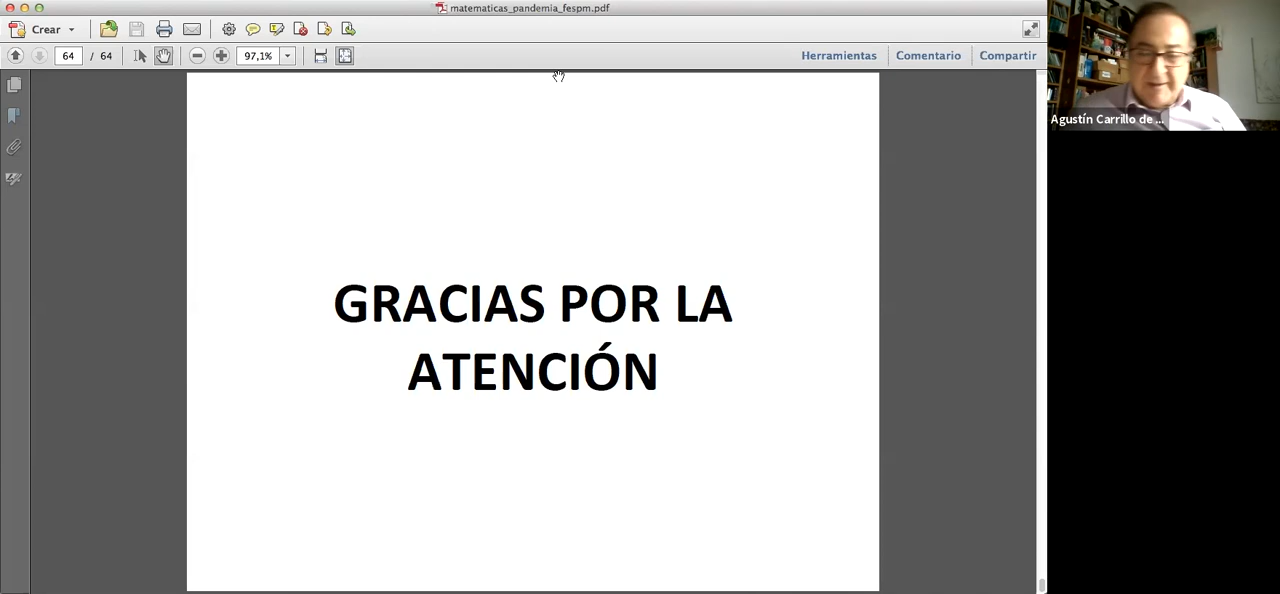 matematicas_pandemia_fespm.pdf
Crear
64 / 64
97,1%
Herramientas
Comentario
Compartir
Agustín Carrillo de ...
GRACIAS POR LA
ATENCIÓN